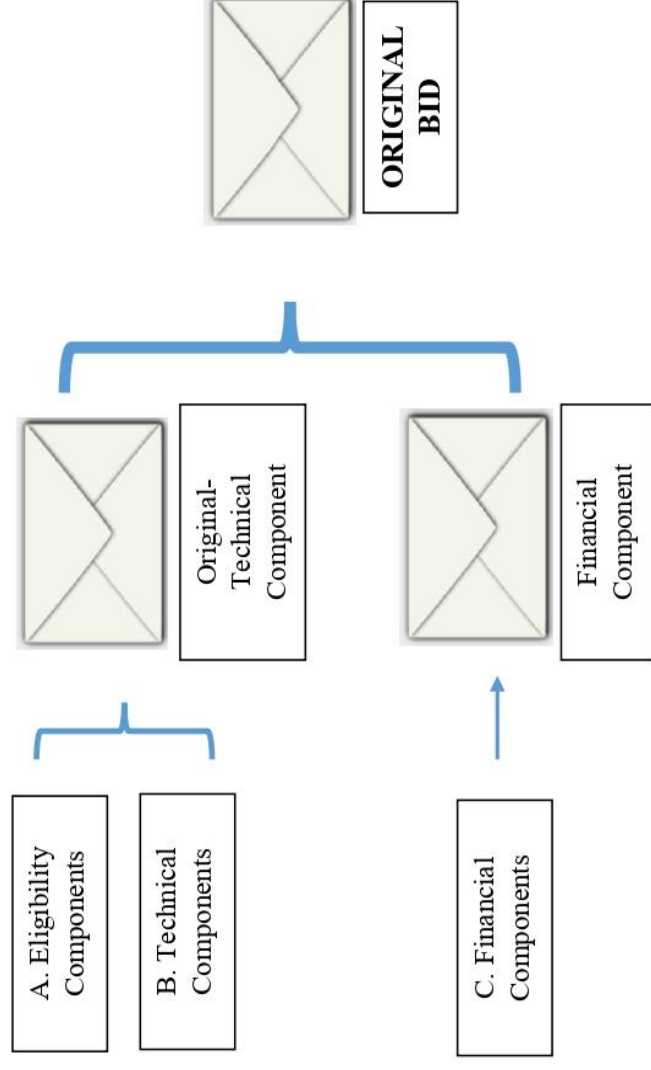 A. Eligibility
Components
B. Technical
Components
C. Financial
Components
Original-
Technical
Component
Financial
Component
ORIGINAL
BID